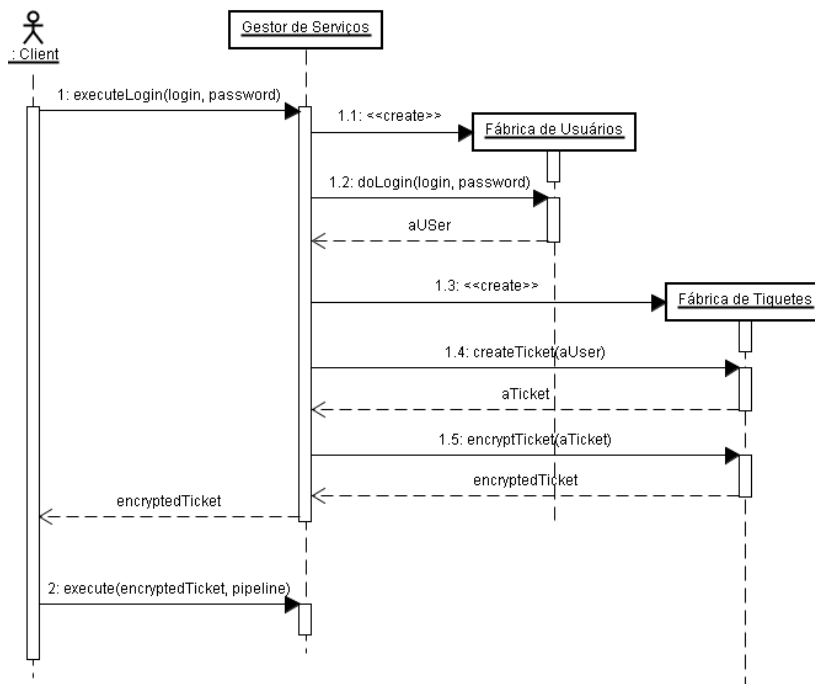 Gestor de Serviços
: Client
1: executeLogin(login, password)
1.1: <<create>>
Fábrica de Usuários
1.2: doLogin(login, password)
aUSer
1.3: <<create>>
Fábrica de Tiquetes
1.4: createTicket(aUser)
aTicket
1.5: encryptTicket(aTicket)
encryptedTicket
encryptedTicket
2: execute(encryptedTicket, pipeline)